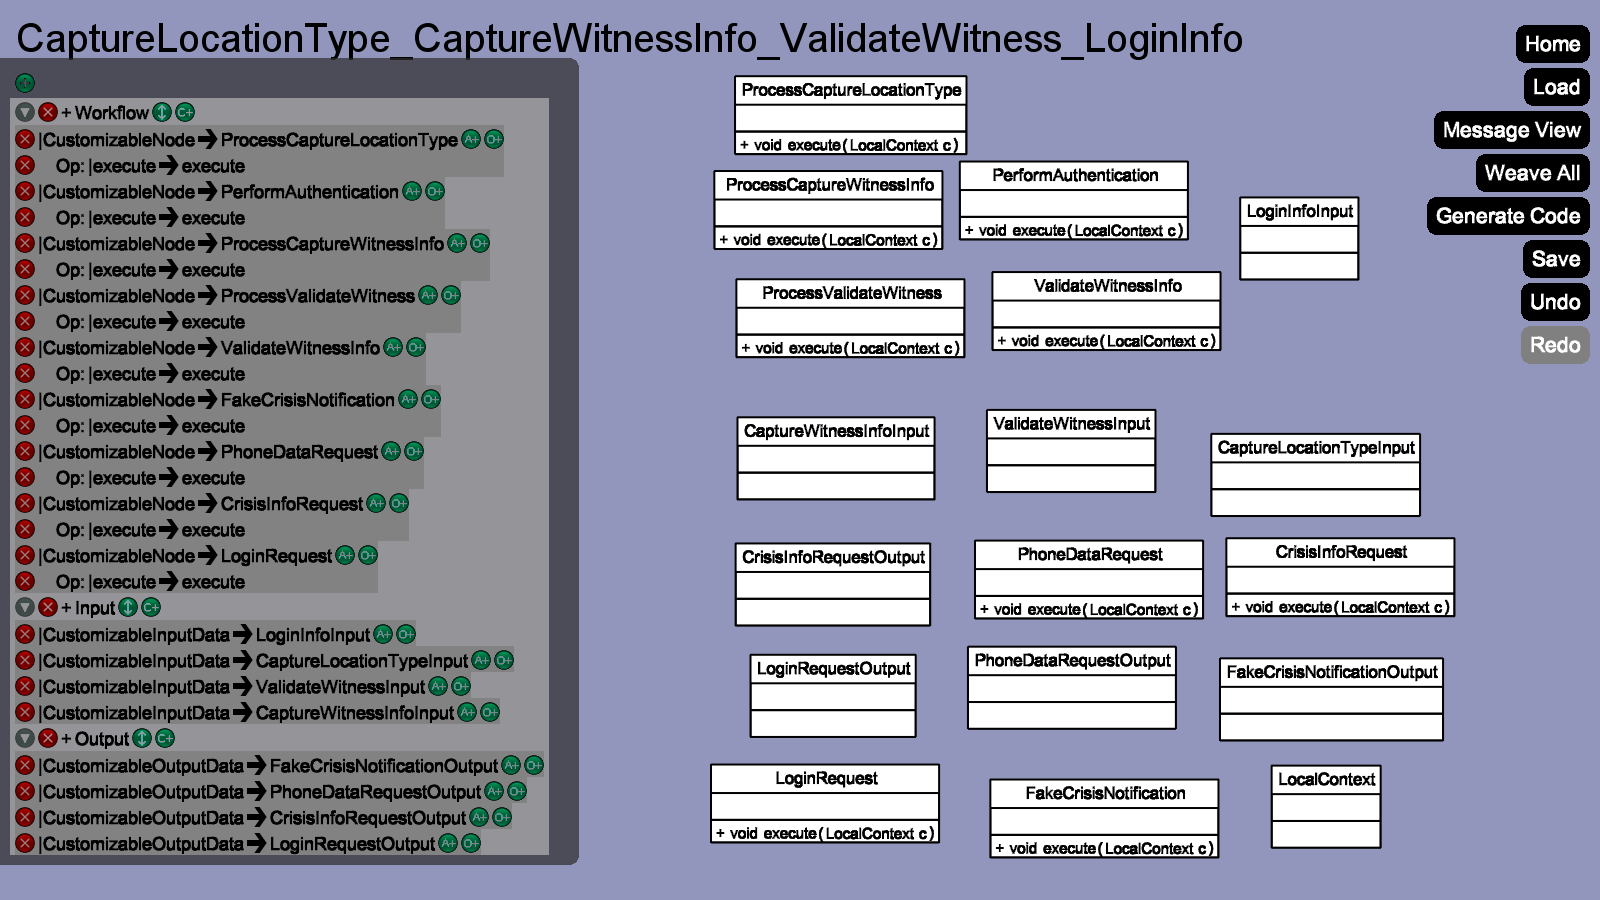 CaptureLocationType_CaptureWitnessInfo_ValidateWitness_LoginInfo
+ Workflow C+
|CustomizableNode ProcessCaptureLocationType A+ O+
Op: |execute execute
|CustomizableNode PerformAuthentication A+ O+
Op: |execute execute
|CustomizableNode ProcessCaptureWitnessInfo A+ O+
Op: |execute execute
|CustomizableNode ProcessValidateWitness A+ O+
Op: |execute execute
|CustomizableNode ValidateWitnessInfo A+ O+
Op: |execute execute
|CustomizableNode FakeCrisisNotification A+ O+
Op: |execute execute
|CustomizableNode PhoneDataRequest A+ O+
Op: |execute execute
|CustomizableNode CrisisInfoRequest A+ O+
Op: |execute execute
|CustomizableNode LoginRequest A+ O+
Op: |execute execute
+ Input C+
|CustomizableInputData LoginInfoInput A+ O+
|CustomizableInputData CaptureLocationTypeInput A+ O+
|CustomizableInputData ValidateWitnessInput A+ O+
|CustomizableInputData CaptureWitnessInfoInput A+ O+
+ Output C+
|CustomizableOutputData FakeCrisisNotificationOutput A+ O+
|CustomizableOutputData PhoneDataRequestOutput A+ O+
|CustomizableOutputData CrisisInfoRequestOutput A+ O+
|CustomizableOutputData LoginRequestOutput A+ O+
ProcessCaptureLocationType
+ void execute(LocalContext c)
ProcessCaptureWitnessInfo
+ void execute(LocalContext c)
PerformAuthentication
+ void execute(LocalContext c)
LoginInfoInput
ProcessValidateWitness
+ void execute(LocalContext c)
ValidateWitnessInfo
+ void execute(LocalContext c)
CaptureWitnessInfoInput
ValidateWitnessInput
CaptureLocationTypeInput
CrisisInfoRequestOutput
PhoneDataRequest
+ void execute(LocalContext c)
CrisisInfoRequest
+ void execute(LocalContext c)
LoginRequestOutput
PhoneDataRequestOutput
FakeCrisisNotificationOutput
LoginRequest
+ void execute(LocalContext c)
FakeCrisisNotification
+ void execute(LocalContext c)
LocalContext
Home
Load
Message View
Weave All
Generate Code
Save
Undo
Redo